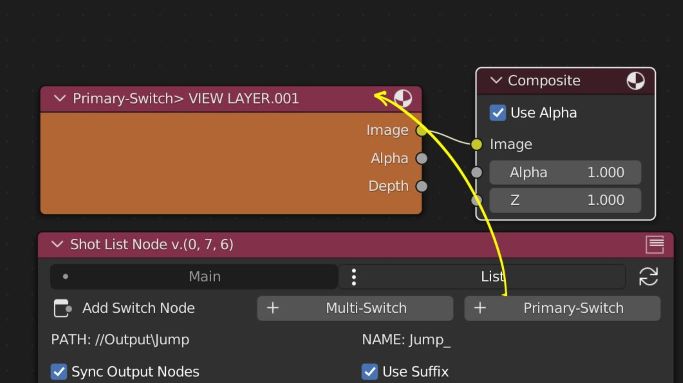 Composite
Primary-Switch> VIEW LAYER.001
Use Alpha
Image
Image
Alpha
Alpha 1.000
Depth
Z 1.000
Shot List Node v.(0, 7, 6)
Main List
Add Switch Node + Multi-Switch + Primary-Switch
PATH: //Output\Jump NAME: Jump_
Sync Output Nodes Use Suffix